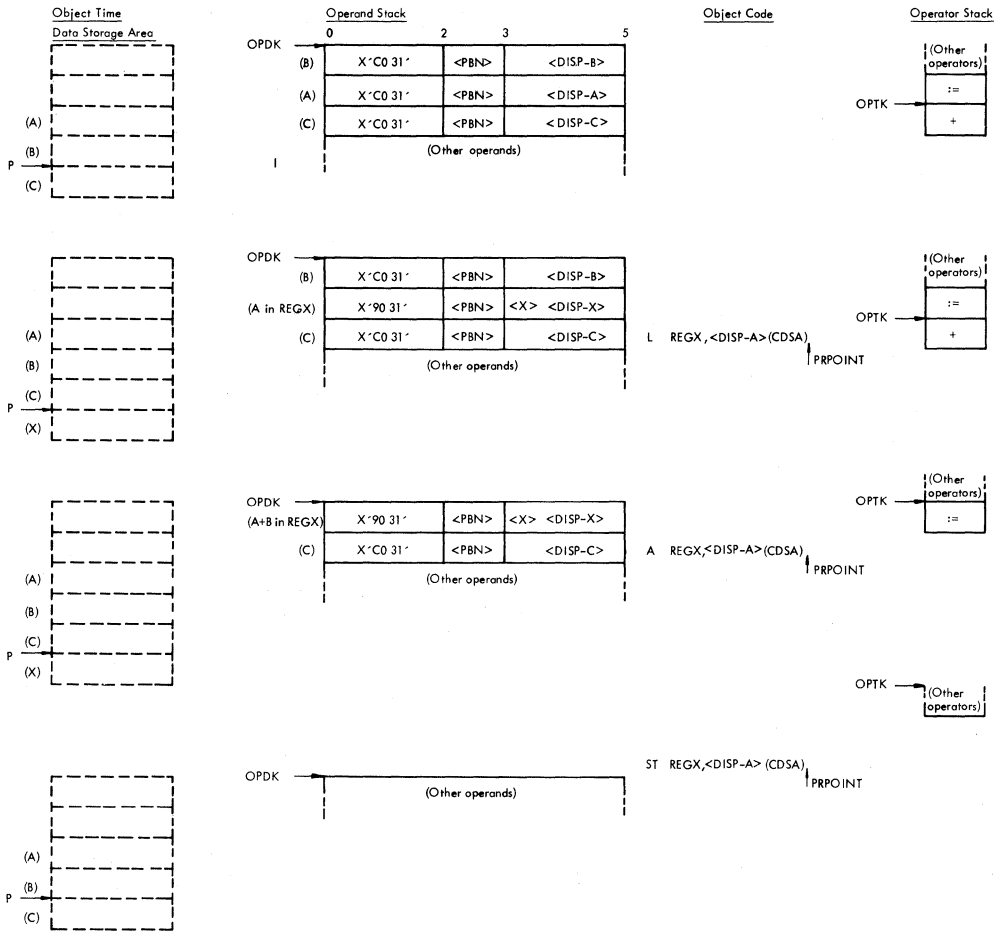 Object Time
Data Storage Area
Operand Stack
Object Code
Operator Stack
0 2 3 5
OPDK
(B) X´C0 31´ <PBN> <DISP-B>
(A) X´C0 31´ <PBN> <DISP-A>
(C) X´C0 31´ <PBN> <DISP-C>
(Other operands)
(A)
(B)
P
(C)
(Other
operators)
:=
OPTK
+
OPDK
(B) X´C0 31´ <PBN> <DISP-B>
(A in REGX) X´90 31´ <PBN> <X> <DISP-X>
(C) X´C0 31´ <PBN> <DISP-C>
(Other operands)
(A)
(B)
(C)
P
(X)
L REGX,<DISP-A>(CDSA)
PRPOINT
(Other
operators)
:=
OPTK
+
OPDK
(A+B in REGX) X´90 31´ <PBN> <X> <DISP-X>
(C) X´C0 31´ <PBN> <DISP-C>
(Other operands)
(A)
(B)
(C)
P
(X)
A REGX,<DISP-A>(CDSA)
PRPOINT
(Other
operators)
OPTK
:=
OPTK
(Other
operators)
OPDK
(Other operands)
(A)
(B)
P
(C)
ST REGX,<DISP-A>(CDSA)
PRPOINT